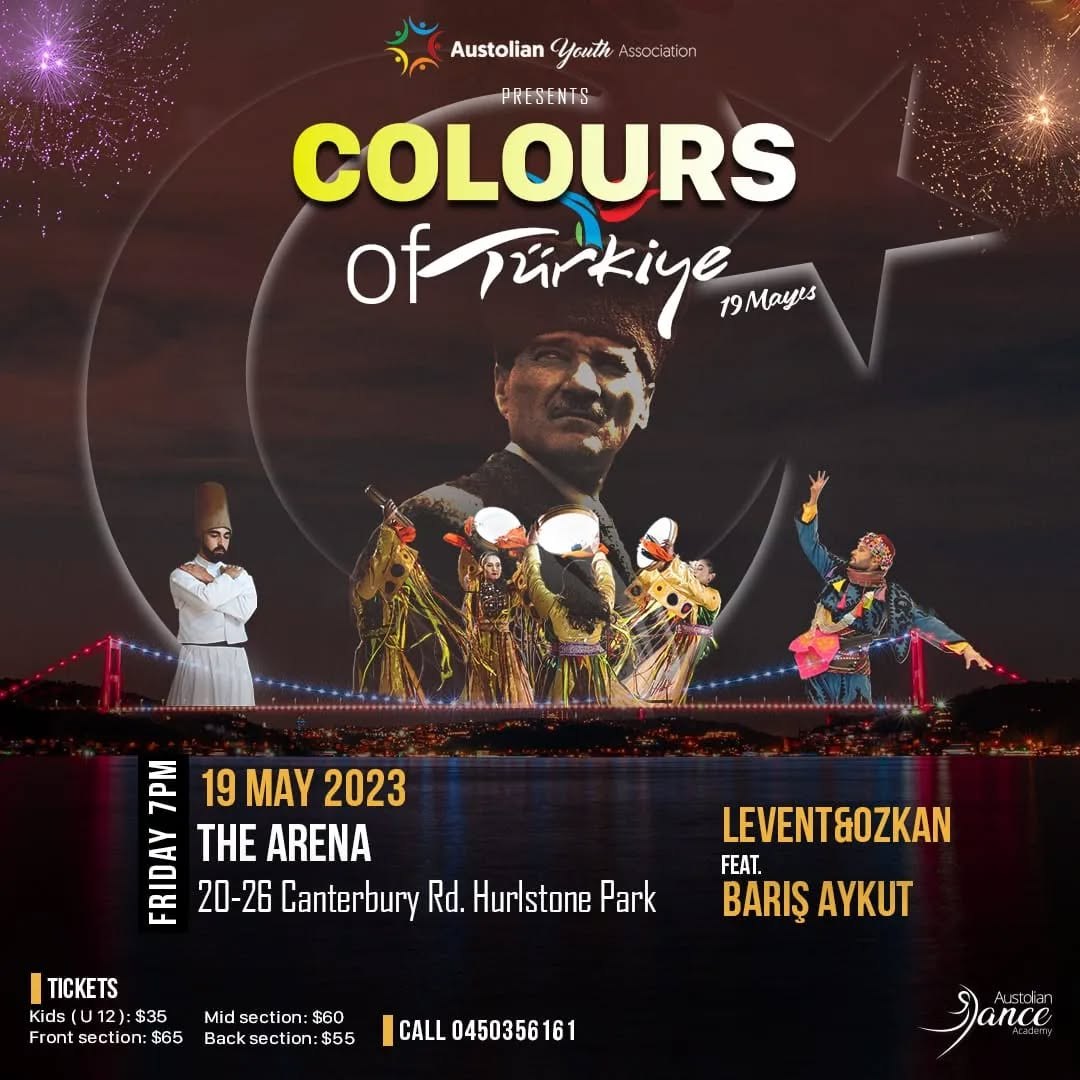 Austolian Youth Association
PRESENTS
COLOURS
of Türkiye
19 Mayıs
FRIDAY 7PM
19 MAY 2023
THE ARENA
20-26 Canterbury Rd. Hurlstone Park
LEVENT&OZKAN
FEAT.
BARIŞ AYKUT
TICKETS
Kids ( U 12 ): $35
Front section: $65
Mid section: $60
Back section: $55
CALL 0450356161
Austolian
Dance
Academy